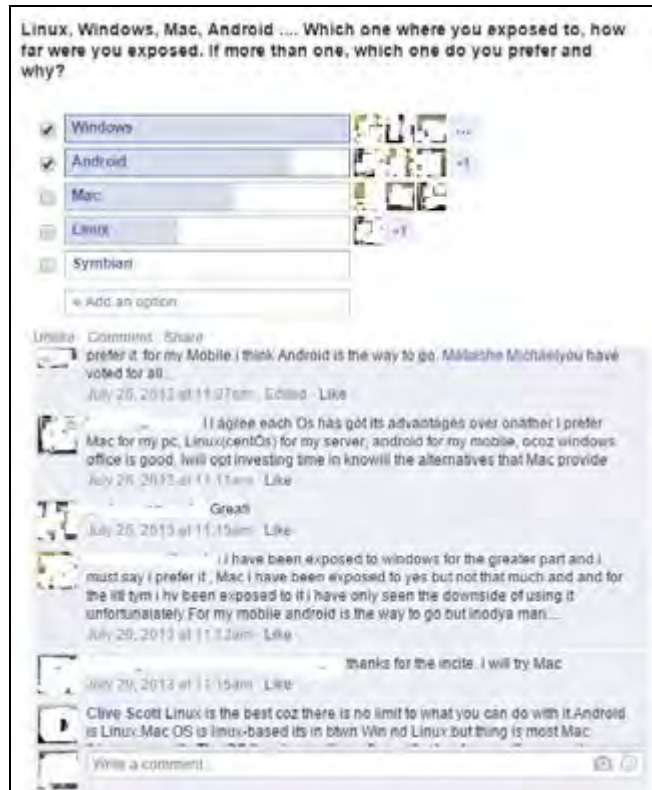 Linux, Windows, Mac, Android .... Which one where you exposed to, how
far were you exposed. If more than one, which one do you prefer and
why?
Windows
...
Android
+1
Mac
Linux
+1
Symbian
+ Add an option
Unlike Comment Share
prefer it. for my Mobile i think Android is the way to go. Michael you have
voted for all...
July 26, 2013 at 11:07am Edited Like
I agree each Os has got its advantages over onather I prefer
Mac for my pc, Linux(centOs) for my server, android for my mobile, ocoz windows
office is good, Iwill opt investing time in knowill the alternatives that Mac provide
July 26, 2013 at 11:11am Like
Great!
July 26, 2013 at 11:15am Like
i have been exposed to windows for the greater part and i
must say i prefer it , Mac i have been exposed to yes but not that much and and for
the litl tym i hv been exposed to it i have only seen the downside of using it
unfortunalately.For my mobile android is the way to go but inodya man....
July 29, 2013 at Like
thanks for the incite. I will try Mac
July 29, 2013 at 11:15am Like
Clive Scott Linux is the best coz there is no limit to what you can do with it.Android
is Linux.Mac OS is linux-based its in btwn Win nd Linux but thing is most Mac
Write a comment...